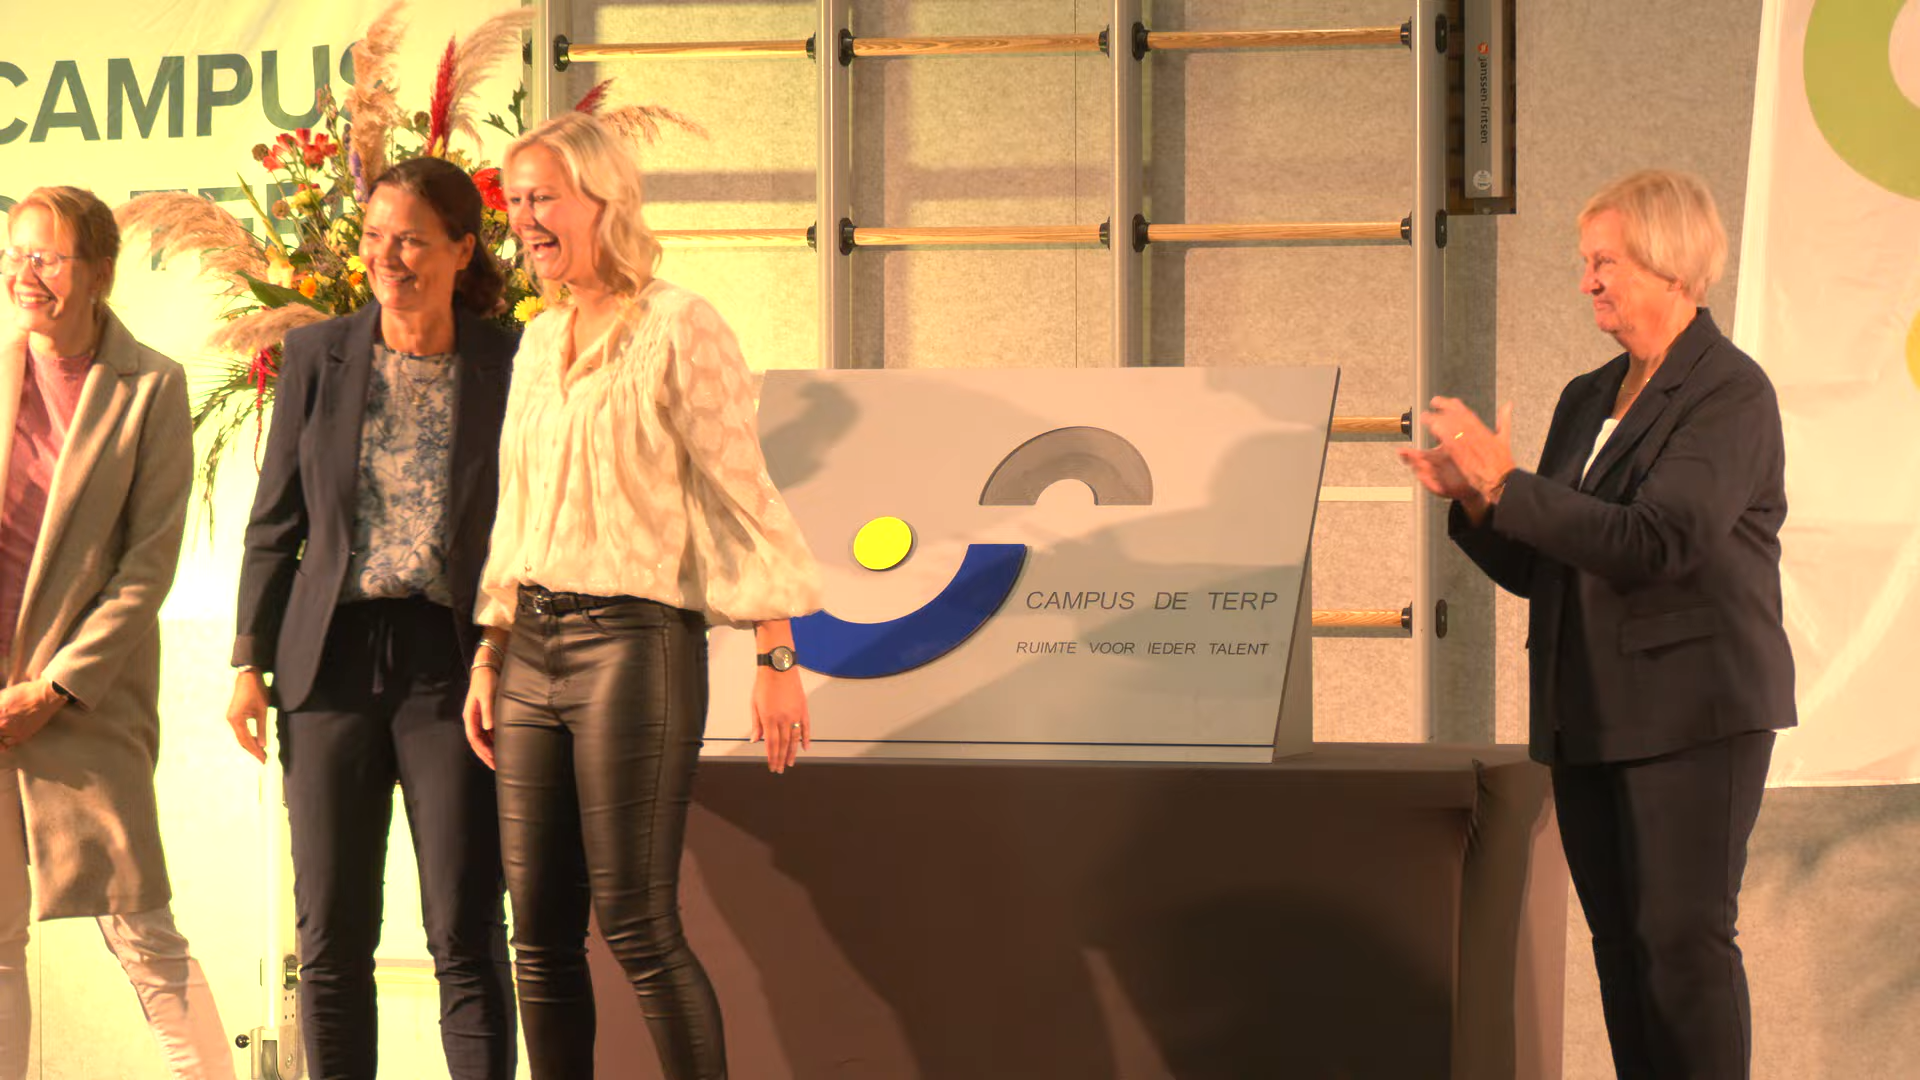 CAMPUS
janssen-fritsen
CAMPUS DE TERP
RUIMTE VOOR IEDER TALENT